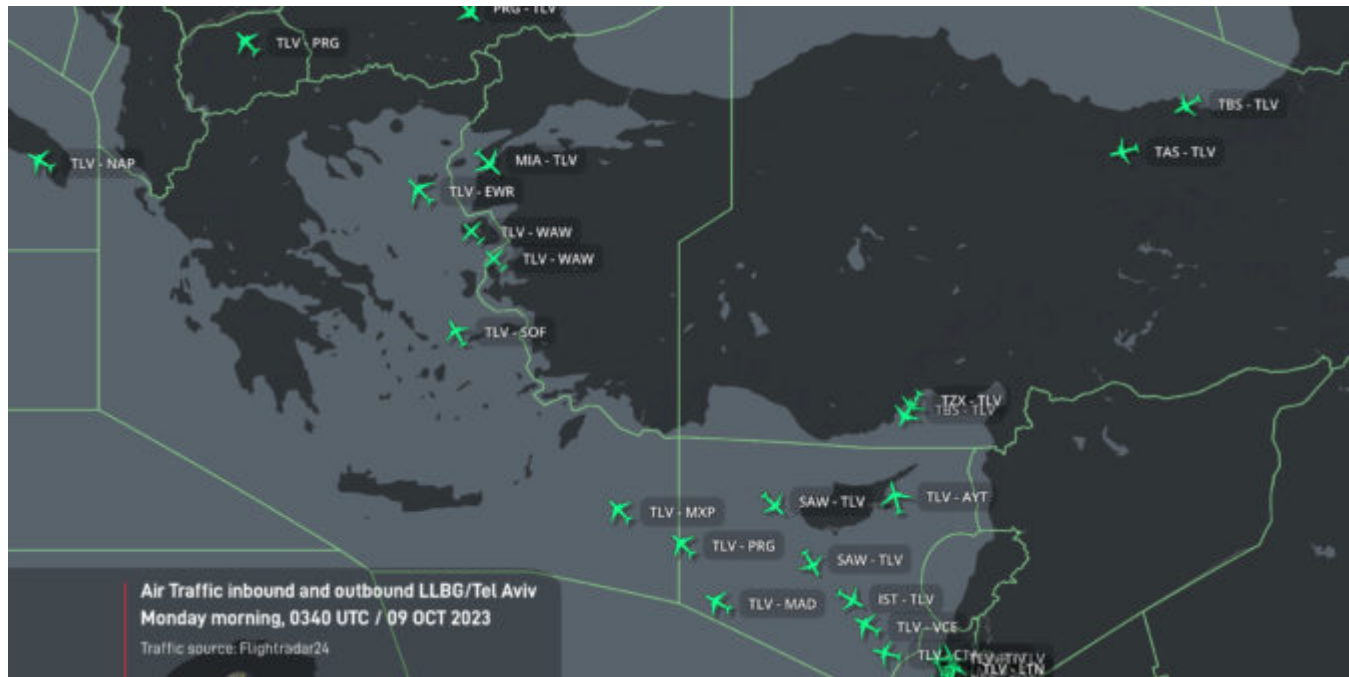 PRG - TLV
TLV - PRG
TBS - TLV
TAS - TLV
MIA - TLV
TLV - NAP
TLV - EWR
TLV - WAW
TLV - WAW
TLV - SOF
TZX - TLV
TBS - TLV
TLV - AYT
SAW - TLV
TLV - MXP
TLV - PRG
SAW - TLV
IST - TLV
TLV - MAD
TLV - VCE
TLV -
TLV - LTN
Air Traffic inbound and outbound LLBG/Tel Aviv
Monday morning, 0340 UTC / 09 OCT 2023
Traffic source: Flightradar24